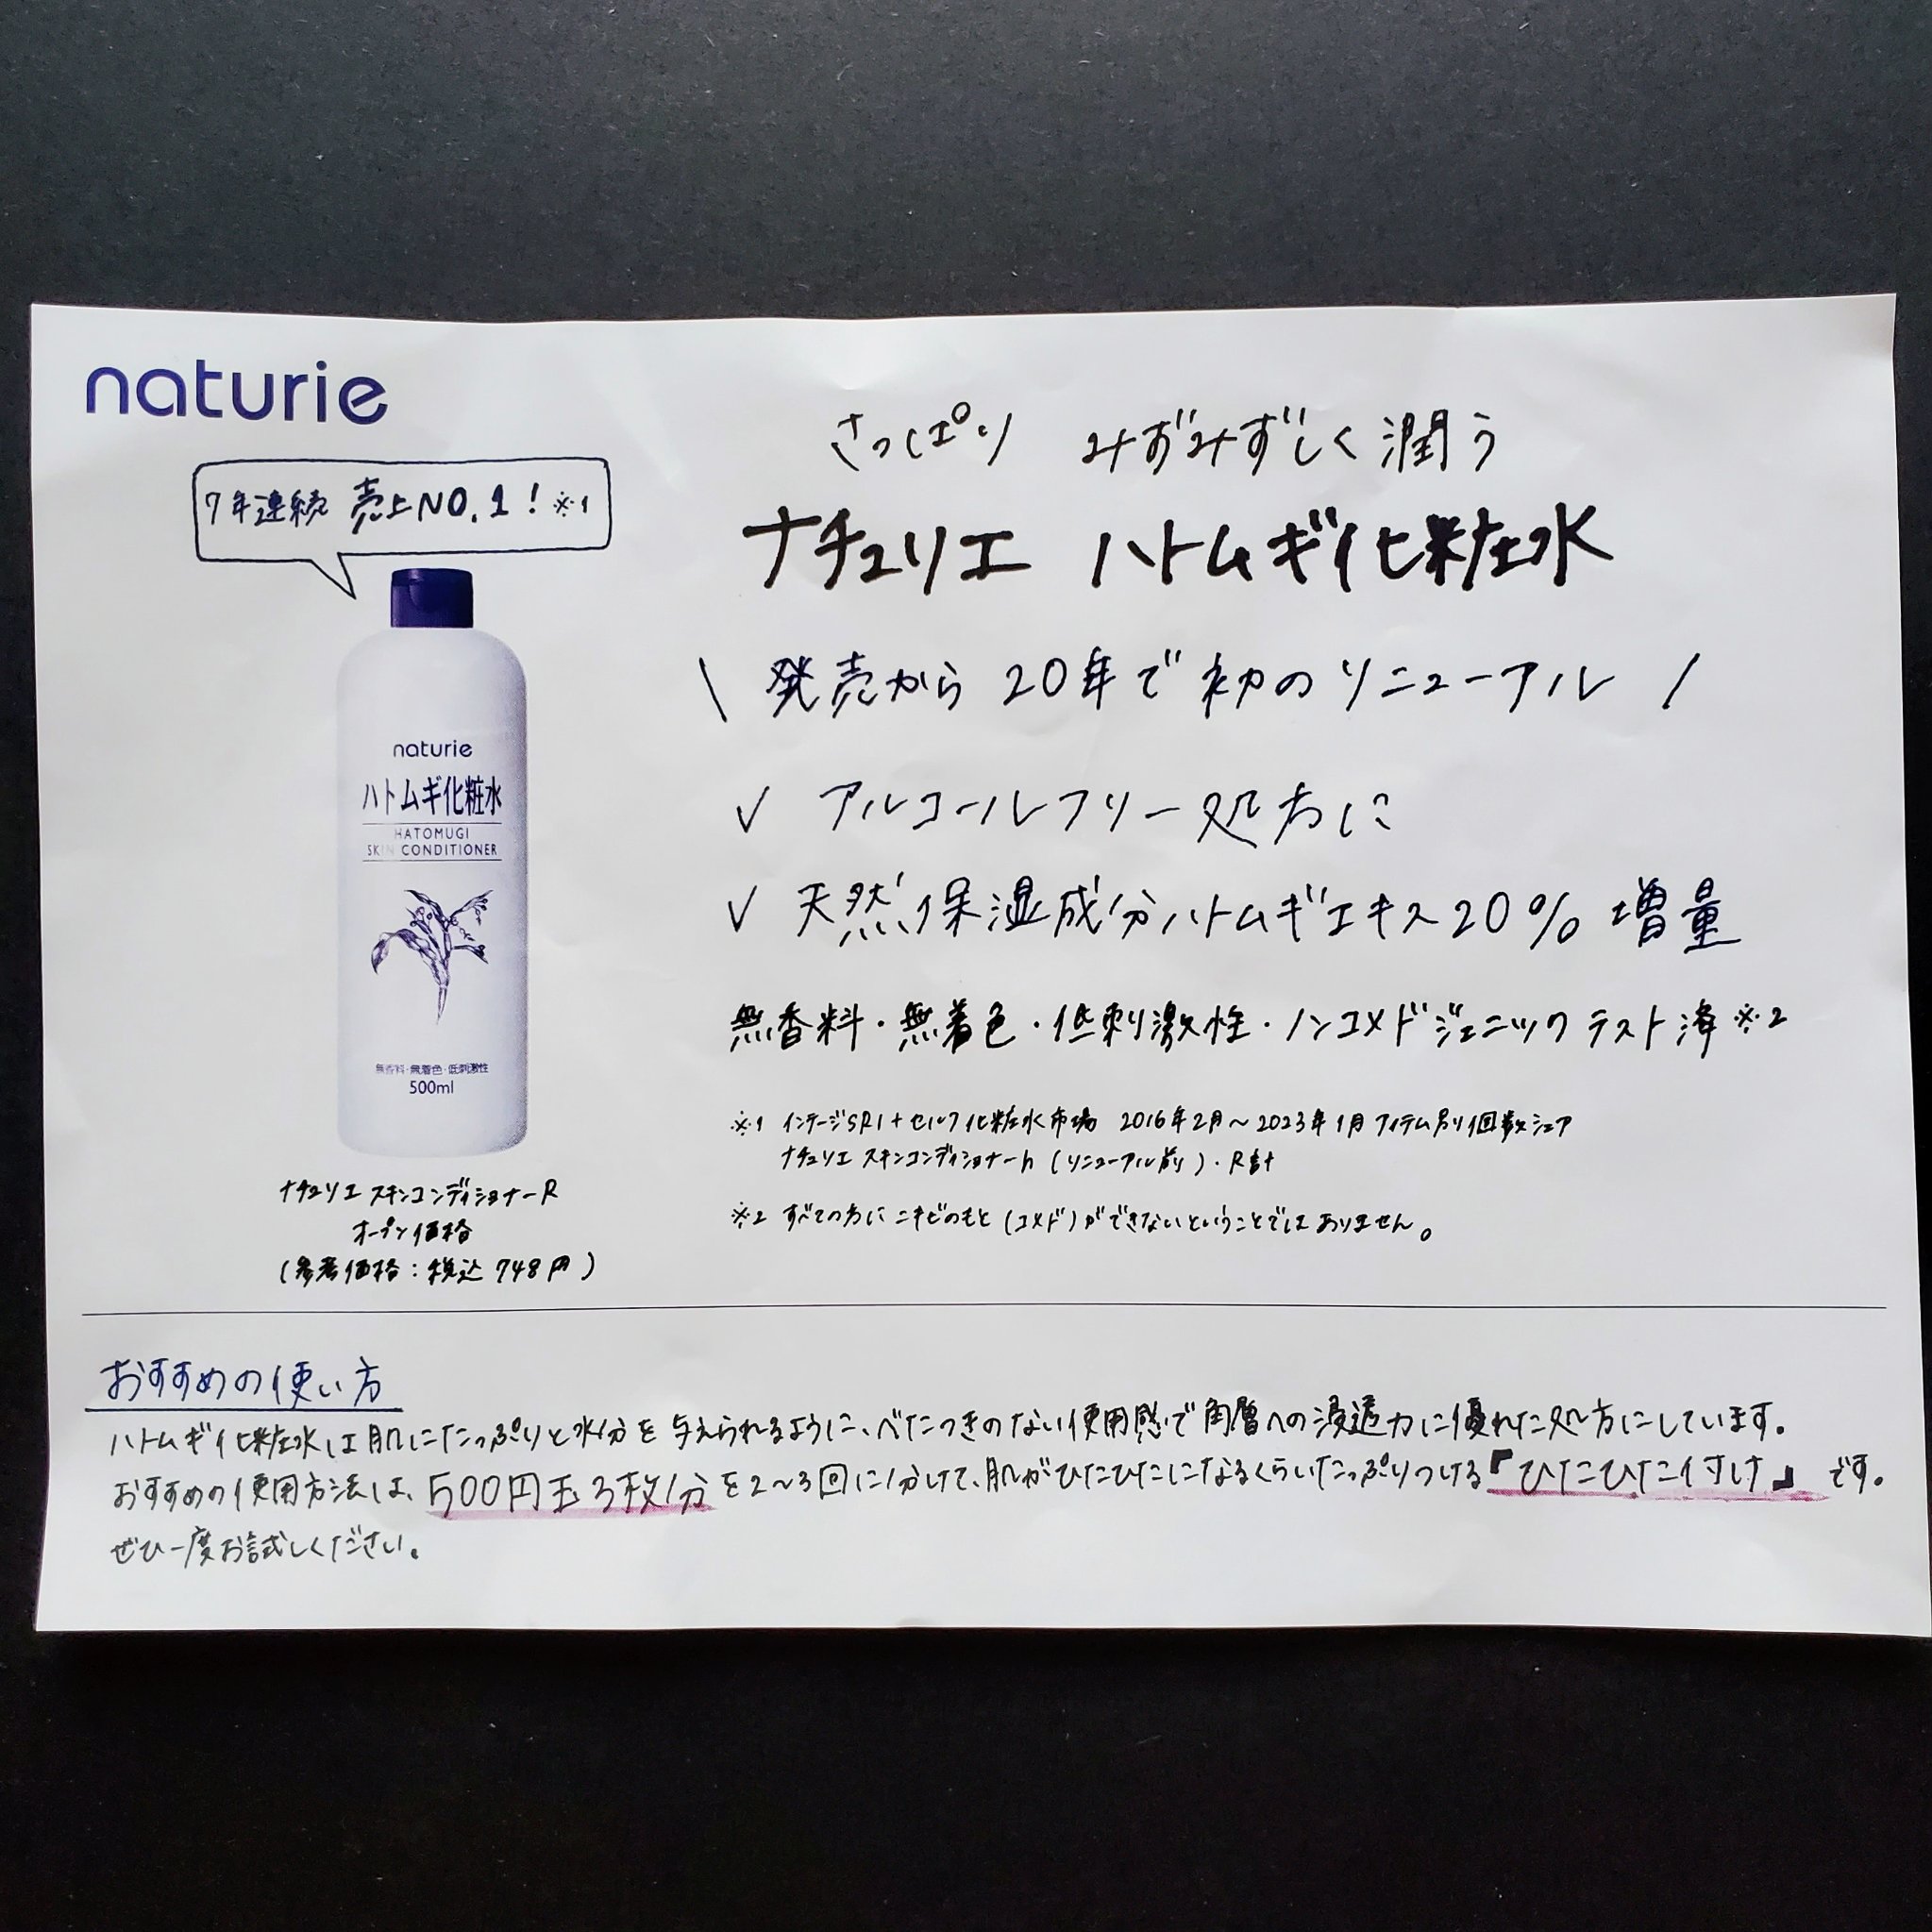 naturie
7年連続 売上NO.1！※1
naturie
ハトムギ化粧水
HATOMUGI
SKIN CONDITIONER
無香料・無着色・低刺激性
500ml
ナチュリエ スキンコンディショナーR
オープン価格
(参考価格：税込748円)
さっぱり みずみずしく潤う
ナチュリエ ハトムギ化粧水
\ 発売から20年で初のリニューアル /
✓ アルコールフリー処方に
✓ 天然保湿成分ハトムギエキス20％増量
無香料・無着色・低刺激性・ノンコメドジェニックテスト済※2
※1 インテージSRI+セルフ化粧水市場 2016年2月～2023年1月 アイテム別個数シェア
ナチュリエ スキンコンディショナーh (リニューアル前)・R計
※2 すべての方にニキビのもと(コメド)ができないということではありません。
おすすめの使い方
ハトムギ化粧水は肌にたっぷりと水分を与えられるように、べたつきのない使用感で角層への浸透力に優れた処方にしています。
おすすめの使用方法は、500円玉3枚分を2～3回に分けて、肌がひたひたになるくらいたっぷりつける『ひたひた付け』です。
ぜひ一度お試しください。